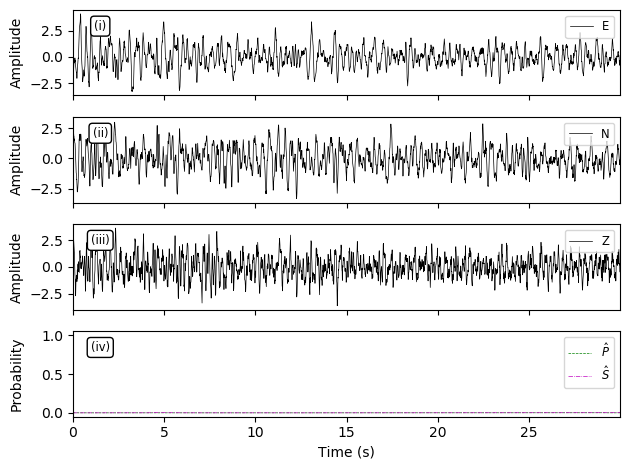 Amplitude
2.5
0.0
−2.5
(i)
E
Amplitude
2.5
0.0
−2.5
(ii)
N
Amplitude
2.5
0.0
−2.5
(iii)
Z
Probability
1.0
0.5
0.0
(iv)
P̂
Ŝ
0 5 10 15 20 25
Time (s)